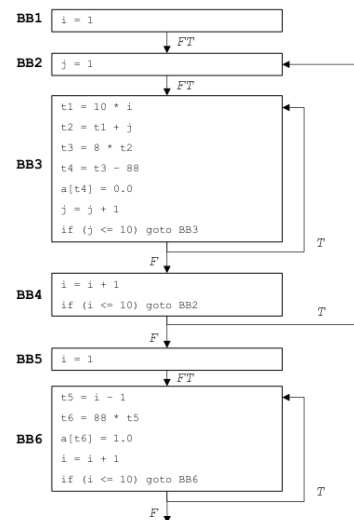 BB1
i = 1
FT
BB2
j = 1
FT
BB3
t1 = 10 * i
t2 = t1 + j
t3 = 8 * t2
t4 = t3 - 88
a[t4] = 0.0
j = j + 1
if (j <= 10) goto BB3
T
F
BB4
i = i + 1
if (i <= 10) goto BB2
T
F
BB5
i = 1
FT
BB6
t5 = i - 1
t6 = 88 * t5
a[t6] = 1.0
i = i + 1
if (i <= 10) goto BB6
T
F